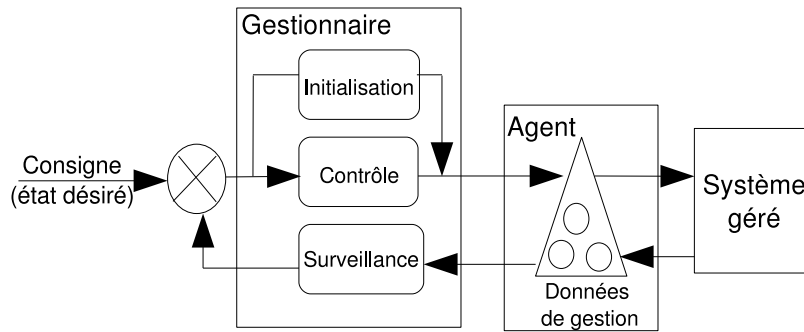 Gestionnaire
Initialisation
Agent
Consigne
(état désiré)
Contrôle
Système
géré
Surveillance
Données
de gestion